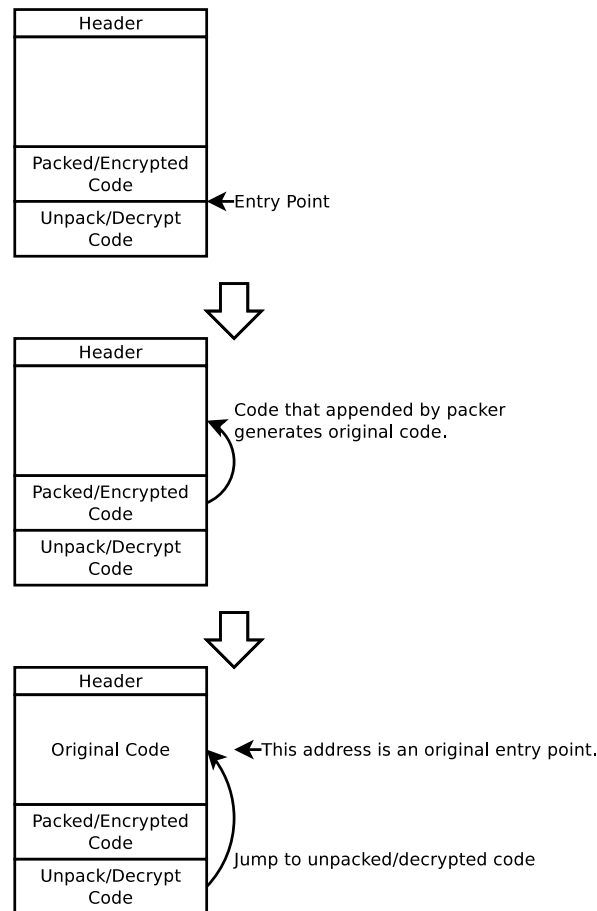 Header
Packed/Encrypted
Code
Entry Point
Unpack/Decrypt
Code
Header
Code that appended by packer
generates original code.
Packed/Encrypted
Code
Unpack/Decrypt
Code
Header
Original Code
This address is an original entry point.
Packed/Encrypted
Code
Jump to unpacked/decrypted code
Unpack/Decrypt
Code